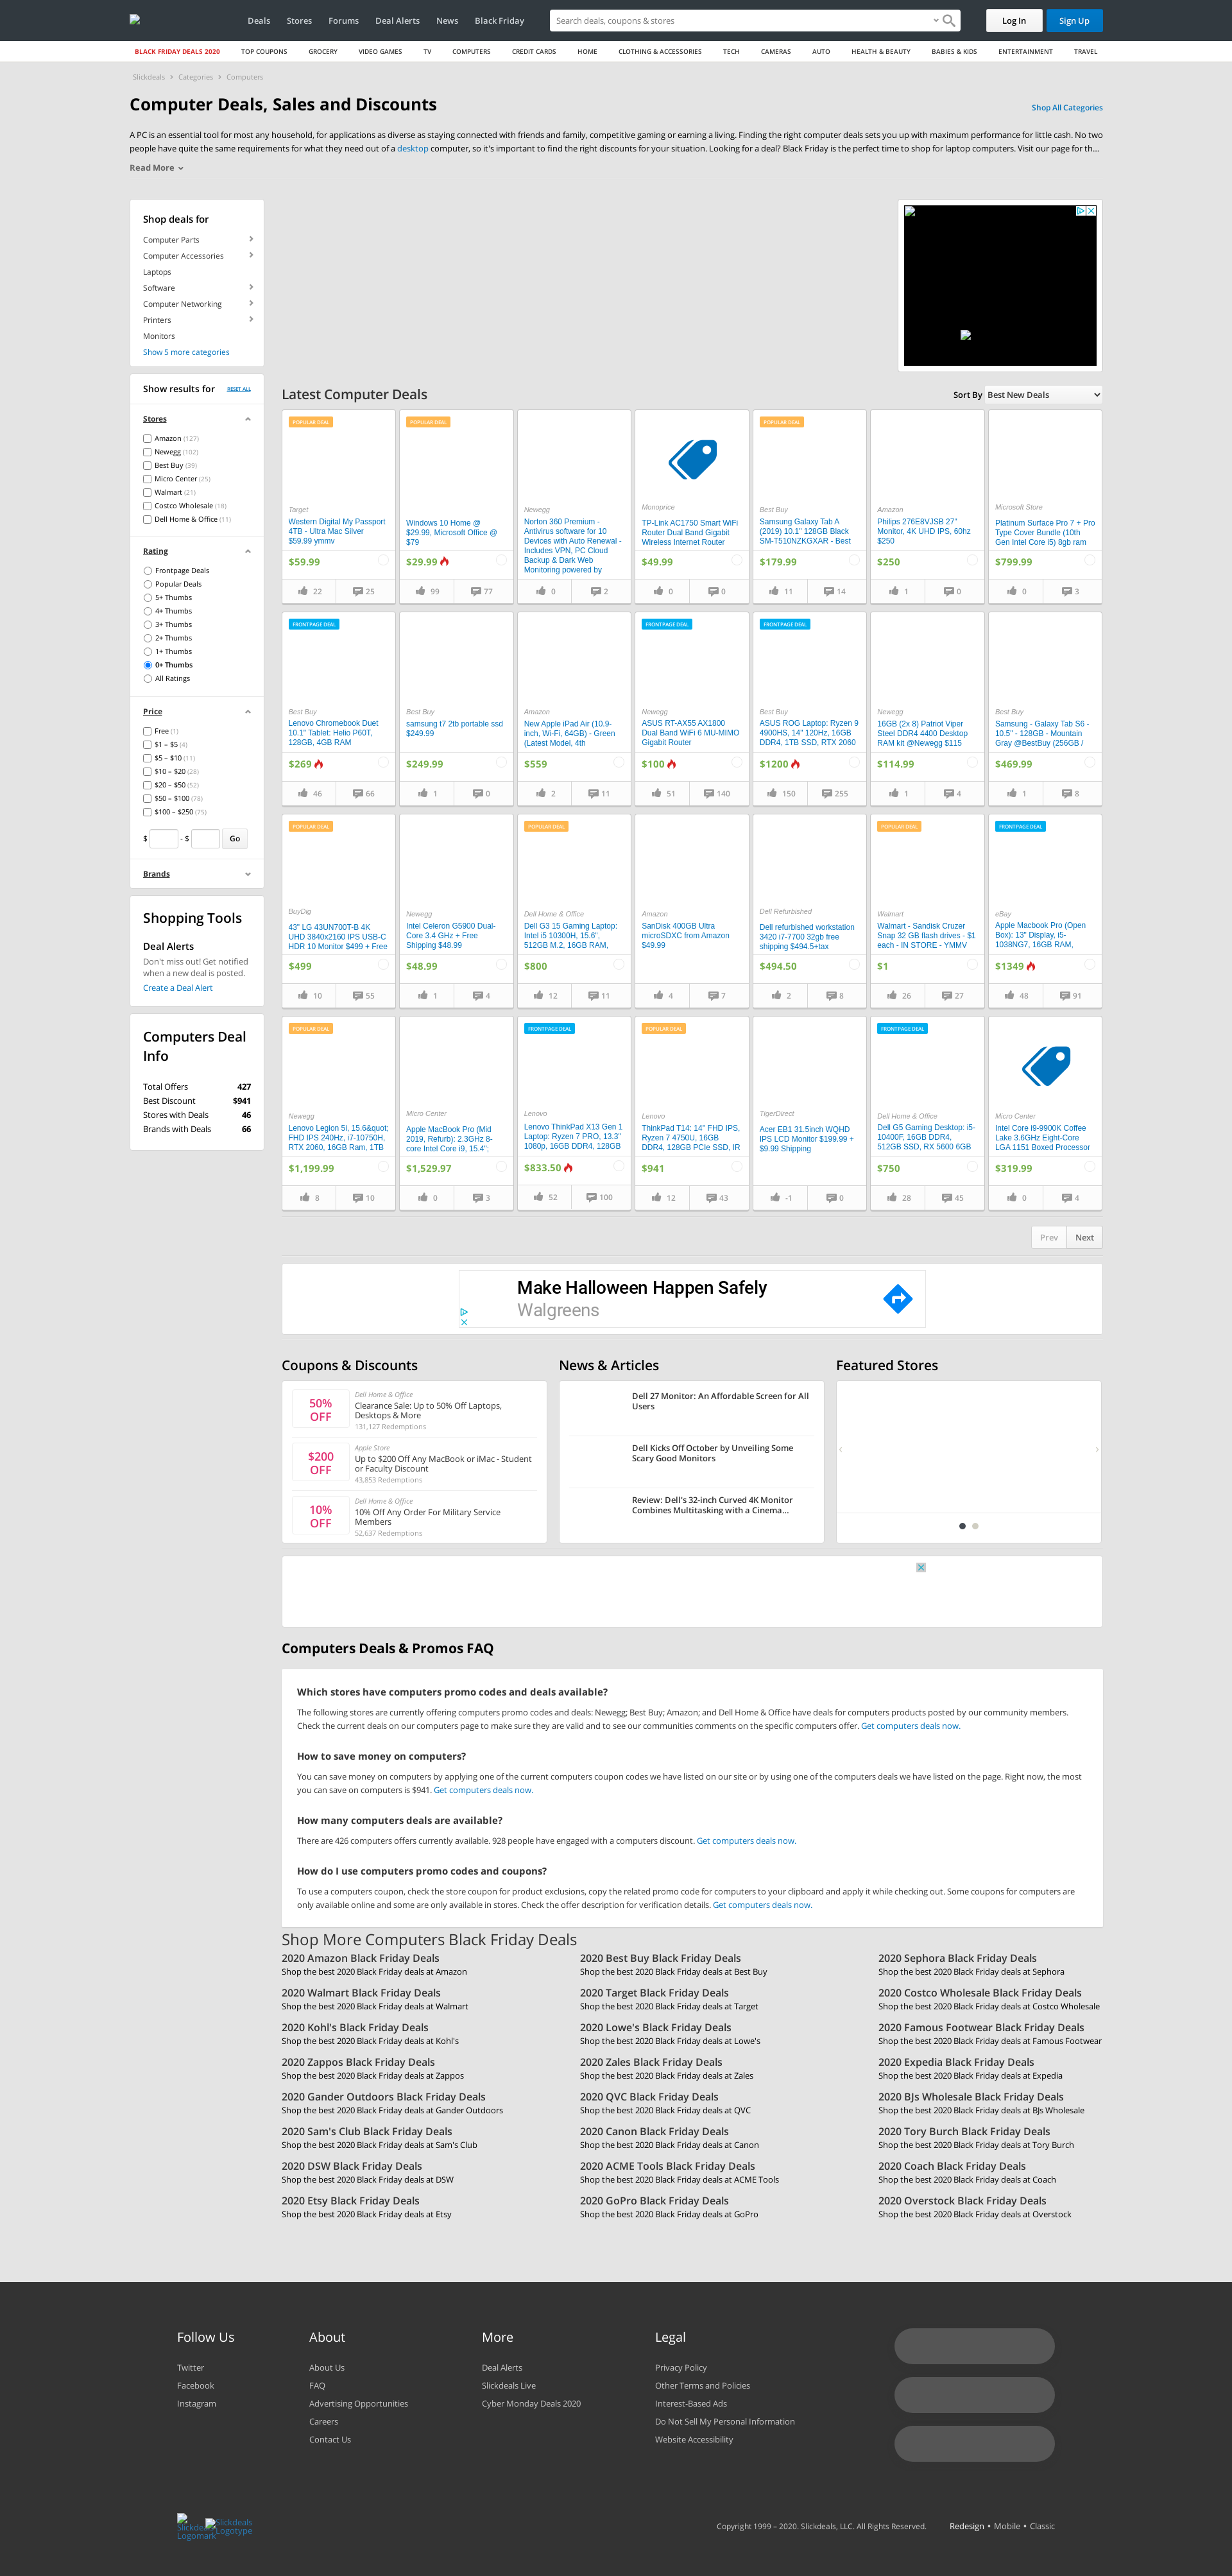 Deals Stores Forums Deal Alerts News Black Friday
Search deals, coupons & stores
Log In Sign Up
BLACK FRIDAY DEALS 2020 TOP COUPONS GROCERY VIDEO GAMES TV COMPUTERS CREDIT CARDS HOME CLOTHING & ACCESSORIES TECH CAMERAS AUTO HEALTH & BEAUTY BABIES & KIDS ENTERTAINMENT TRAVEL
Slickdeals Categories Computers
Computer Deals, Sales and Discounts
Shop All Categories
A PC is an essential tool for most any household, for applications as diverse as staying connected with friends and family, competitive gaming or earning a living. Finding the right computer deals sets you up with maximum performance for little cash. No two
people have quite the same requirements for what they need out of a desktop computer, so it's important to find the right discounts for your situation. Looking for a deal? Black Friday is the perfect time to shop for laptop computers. Visit our page for th...
Read More
Shop deals for
Computer Parts
Computer Accessories
Laptops
Software
Computer Networking
Printers
Monitors
Show 5 more categories
Show results for RESET ALL
Stores
Amazon (127)
Newegg (102)
Best Buy (39)
Micro Center (25)
Walmart (21)
Costco Wholesale (18)
Dell Home & Office (11)
Rating
Frontpage Deals
Popular Deals
5+ Thumbs
4+ Thumbs
3+ Thumbs
2+ Thumbs
1+ Thumbs
0+ Thumbs
All Ratings
Price
Free (1)
$1 – $5 (4)
$5 – $10 (11)
$10 – $20 (28)
$20 – $50 (52)
$50 – $100 (78)
$100 – $250 (75)
$ - $ Go
Brands
Shopping Tools
Deal Alerts
Don't miss out! Get notified
when a new deal is posted.
Create a Deal Alert
Computers Deal
Info
Total Offers 427
Best Discount $941
Stores with Deals 46
Brands with Deals 66
Latest Computer Deals
Sort By Best New Deals
POPULAR DEAL
Target
Western Digital My Passport
4TB - Ultra Mac Silver
$59.99 ymmv
$59.99
22 25
POPULAR DEAL
Windows 10 Home @
$29.99, Microsoft Office @
$79
$29.99
99 77
Newegg
Norton 360 Premium -
Antivirus software for 10
Devices with Auto Renewal -
Includes VPN, PC Cloud
Backup & Dark Web
Monitoring powered by
0 2
Monoprice
TP-Link AC1750 Smart WiFi
Router Dual Band Gigabit
Wireless Internet Router
$49.99
0 0
POPULAR DEAL
Best Buy
Samsung Galaxy Tab A
(2019) 10.1" 128GB Black
SM-T510NZKGXAR - Best
$179.99
11 14
Amazon
Philips 276E8VJSB 27"
Monitor, 4K UHD IPS, 60hz
$250
$250
1 0
Microsoft Store
Platinum Surface Pro 7 + Pro
Type Cover Bundle (10th
Gen Intel Core i5) 8gb ram
$799.99
0 3
FRONTPAGE DEAL
Best Buy
Lenovo Chromebook Duet
10.1" Tablet: Helio P60T,
128GB, 4GB RAM
$269
46 66
Best Buy
samsung t7 2tb portable ssd
$249.99
$249.99
1 0
Amazon
New Apple iPad Air (10.9-
inch, Wi-Fi, 64GB) - Green
(Latest Model, 4th
$559
2 11
FRONTPAGE DEAL
Newegg
ASUS RT-AX55 AX1800
Dual Band WiFi 6 MU-MIMO
Gigabit Router
$100
51 140
FRONTPAGE DEAL
Best Buy
ASUS ROG Laptop: Ryzen 9
4900HS, 14" 120Hz, 16GB
DDR4, 1TB SSD, RTX 2060
$1200
150 255
Newegg
16GB (2x 8) Patriot Viper
Steel DDR4 4400 Desktop
RAM kit @Newegg $115
$114.99
1 4
Best Buy
Samsung - Galaxy Tab S6 -
10.5" - 128GB - Mountain
Gray @BestBuy (256GB /
$469.99
1 8
POPULAR DEAL
BuyDig
43" LG 43UN700T-B 4K
UHD 3840x2160 IPS USB-C
HDR 10 Monitor $499 + Free
$499
10 55
Newegg
Intel Celeron G5900 Dual-
Core 3.4 GHz + Free
Shipping $48.99
$48.99
1 4
POPULAR DEAL
Dell Home & Office
Dell G3 15 Gaming Laptop:
Intel i5 10300H, 15.6",
512GB M.2, 16GB RAM,
$800
12 11
Amazon
SanDisk 400GB Ultra
microSDXC from Amazon
$49.99
4 7
Dell Refurbished
Dell refurbished workstation
3420 i7-7700 32gb free
shipping $494.5+tax
$494.50
2 8
POPULAR DEAL
Walmart
Walmart - Sandisk Cruzer
Snap 32 GB flash drives - $1
each - IN STORE - YMMV
$1
26 27
FRONTPAGE DEAL
eBay
Apple Macbook Pro (Open
Box): 13" Display, i5-
1038NG7, 16GB RAM,
$1349
48 91
POPULAR DEAL
Newegg
Lenovo Legion 5i, 15.6&quot;
FHD IPS 240Hz, i7-10750H,
RTX 2060, 16GB Ram, 1TB
$1,199.99
8 10
Micro Center
Apple MacBook Pro (Mid
2019, Refurb): 2.3GHz 8-
core Intel Core i9, 15.4";
$1,529.97
0 3
FRONTPAGE DEAL
Lenovo
Lenovo ThinkPad X13 Gen 1
Laptop: Ryzen 7 PRO, 13.3"
1080p, 16GB DDR4, 128GB
$833.50
52 100
POPULAR DEAL
Lenovo
ThinkPad T14: 14" FHD IPS,
Ryzen 7 4750U, 16GB
DDR4, 128GB PCIe SSD, IR
$941
12 43
TigerDirect
Acer EB1 31.5inch WQHD
IPS LCD Monitor $199.99 +
$9.99 Shipping
-1 0
FRONTPAGE DEAL
Dell Home & Office
Dell G5 Gaming Desktop: i5-
10400F, 16GB DDR4,
512GB SSD, RX 5600 6GB
$750
28 45
Micro Center
Intel Core i9-9900K Coffee
Lake 3.6GHz Eight-Core
LGA 1151 Boxed Processor
$319.99
0 4
Prev Next
Make Halloween Happen Safely
Walgreens
Coupons & Discounts
50%
OFF
Dell Home & Office
Clearance Sale: Up to 50% Off Laptops,
Desktops & More
131,127 Redemptions
$200
OFF
Apple Store
Up to $200 Off Any MacBook or iMac - Student
or Faculty Discount
43,853 Redemptions
10%
OFF
Dell Home & Office
10% Off Any Order For Military Service
Members
52,637 Redemptions
News & Articles
Dell 27 Monitor: An Affordable Screen for All
Users
Dell Kicks Off October by Unveiling Some
Scary Good Monitors
Review: Dell's 32-inch Curved 4K Monitor
Combines Multitasking with a Cinema...
Featured Stores
Computers Deals & Promos FAQ
Which stores have computers promo codes and deals available?
The following stores are currently offering computers promo codes and deals: Newegg; Best Buy; Amazon; and Dell Home & Office have deals for computers products posted by our community members.
Check the current deals on our computers page to make sure they are valid and to see our communities comments on the specific computers offer. Get computers deals now.
How to save money on computers?
You can save money on computers by applying one of the current computers coupon codes we have listed on our site or by using one of the computers deals we have listed on the page. Right now, the most
you can save on computers is $941. Get computers deals now.
How many computers deals are available?
There are 426 computers offers currently available. 928 people have engaged with a computers discount. Get computers deals now.
How do I use computers promo codes and coupons?
To use a computers coupon, check the store coupon for product exclusions, copy the related promo code for computers to your clipboard and apply it while checking out. Some coupons for computers are
only available online and some are only available in stores. Check the offer description for verification details. Get computers deals now.
Shop More Computers Black Friday Deals
2020 Amazon Black Friday Deals 2020 Best Buy Black Friday Deals 2020 Sephora Black Friday Deals
Shop the best 2020 Black Friday deals at Amazon Shop the best 2020 Black Friday deals at Best Buy Shop the best 2020 Black Friday deals at Sephora
2020 Walmart Black Friday Deals 2020 Target Black Friday Deals 2020 Costco Wholesale Black Friday Deals
Shop the best 2020 Black Friday deals at Walmart Shop the best 2020 Black Friday deals at Target Shop the best 2020 Black Friday deals at Costco Wholesale
2020 Kohl's Black Friday Deals 2020 Lowe's Black Friday Deals 2020 Famous Footwear Black Friday Deals
Shop the best 2020 Black Friday deals at Kohl's Shop the best 2020 Black Friday deals at Lowe's Shop the best 2020 Black Friday deals at Famous Footwear
2020 Zappos Black Friday Deals 2020 Zales Black Friday Deals 2020 Expedia Black Friday Deals
Shop the best 2020 Black Friday deals at Zappos Shop the best 2020 Black Friday deals at Zales Shop the best 2020 Black Friday deals at Expedia
2020 Gander Outdoors Black Friday Deals 2020 QVC Black Friday Deals 2020 BJs Wholesale Black Friday Deals
Shop the best 2020 Black Friday deals at Gander Outdoors Shop the best 2020 Black Friday deals at QVC Shop the best 2020 Black Friday deals at BJs Wholesale
2020 Sam's Club Black Friday Deals 2020 Canon Black Friday Deals 2020 Tory Burch Black Friday Deals
Shop the best 2020 Black Friday deals at Sam's Club Shop the best 2020 Black Friday deals at Canon Shop the best 2020 Black Friday deals at Tory Burch
2020 DSW Black Friday Deals 2020 ACME Tools Black Friday Deals 2020 Coach Black Friday Deals
Shop the best 2020 Black Friday deals at DSW Shop the best 2020 Black Friday deals at ACME Tools Shop the best 2020 Black Friday deals at Coach
2020 Etsy Black Friday Deals 2020 GoPro Black Friday Deals 2020 Overstock Black Friday Deals
Shop the best 2020 Black Friday deals at Etsy Shop the best 2020 Black Friday deals at GoPro Shop the best 2020 Black Friday deals at Overstock
Follow Us
Twitter
Facebook
Instagram
About
About Us
FAQ
Advertising Opportunities
Careers
Contact Us
More
Deal Alerts
Slickdeals Live
Cyber Monday Deals 2020
Legal
Privacy Policy
Other Terms and Policies
Interest-Based Ads
Do Not Sell My Personal Information
Website Accessibility
Slickdeals
Logomark
Slickdeals
Logotype
Copyright 1999 – 2020. Slickdeals, LLC. All Rights Reserved. Redesign • Mobile • Classic